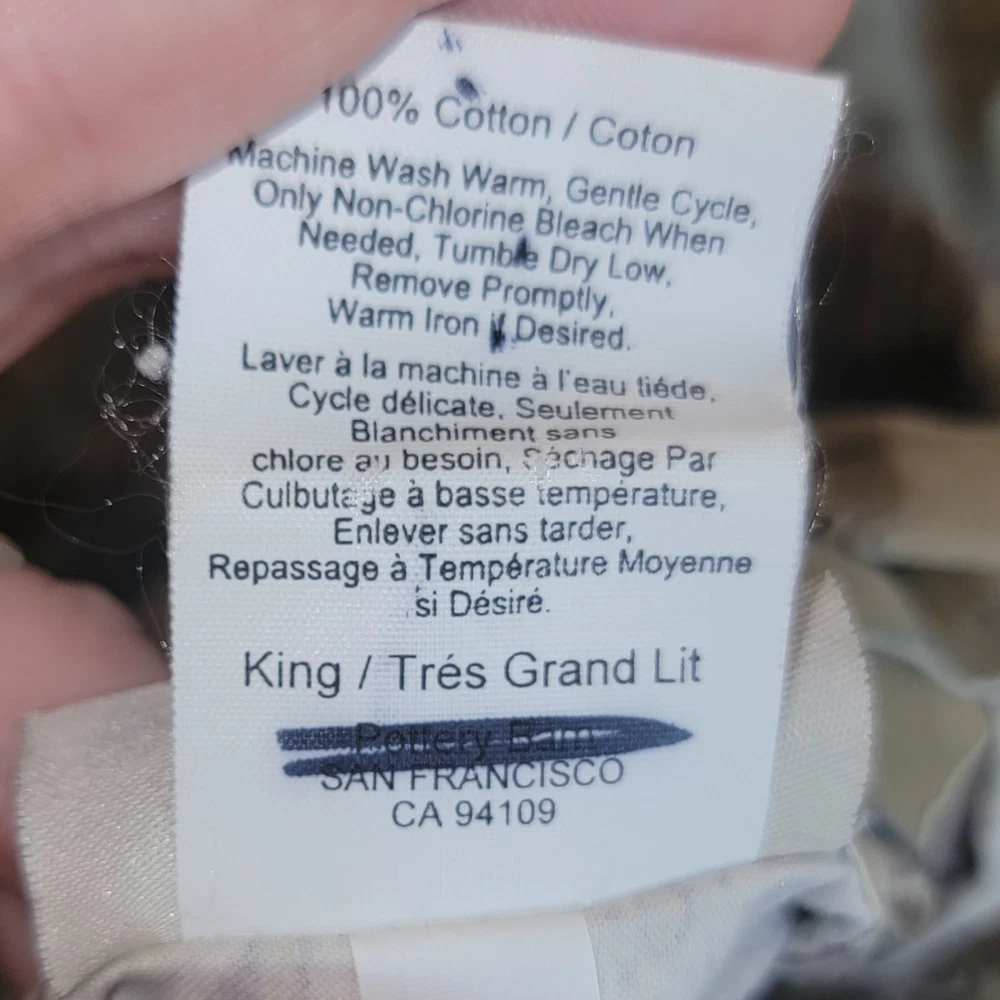 100% Cotton / Coton
Machine Wash Warm, Gentle Cycle,
Only Non-Chlorine Bleach When
Needed, Tumble Dry Low,
Remove Promptly,
Warm Iron if Desired.
Laver à la machine à l'eau tiéde,
Cycle délicate, Seulement
Blanchiment sans
chlore au besoin, Séchage Par
Culbutage à basse température,
Enlever sans tarder,
Repassage à Température Moyenne
si Désiré.
King / Trés Grand Lit
Pottery Barn
SAN FRANCISCO
CA 94109